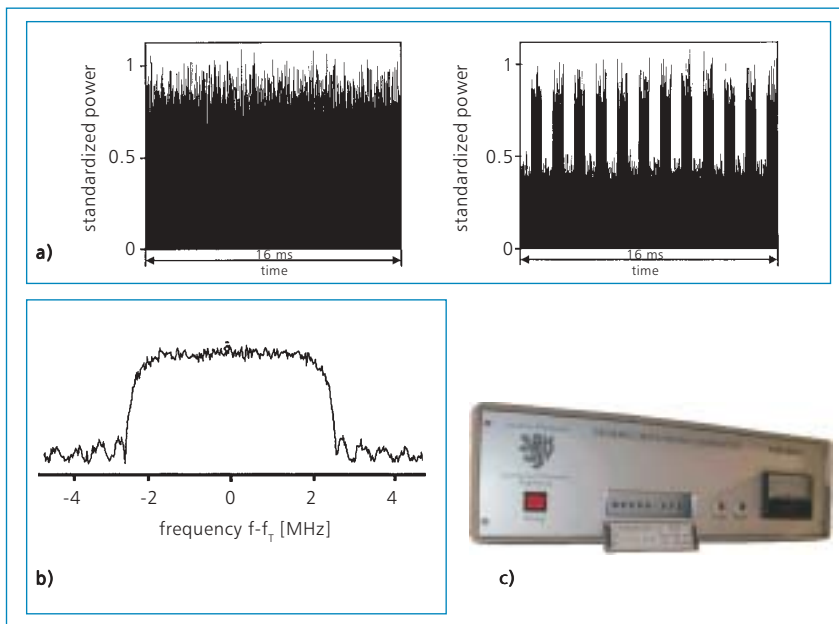 standardized power
1
0.5
0
16 ms
time
a)
standardized power
1
0.5
0
16 ms
time
-4 -2 0 2 4
frequency f-f_T [MHz]
b)
c)